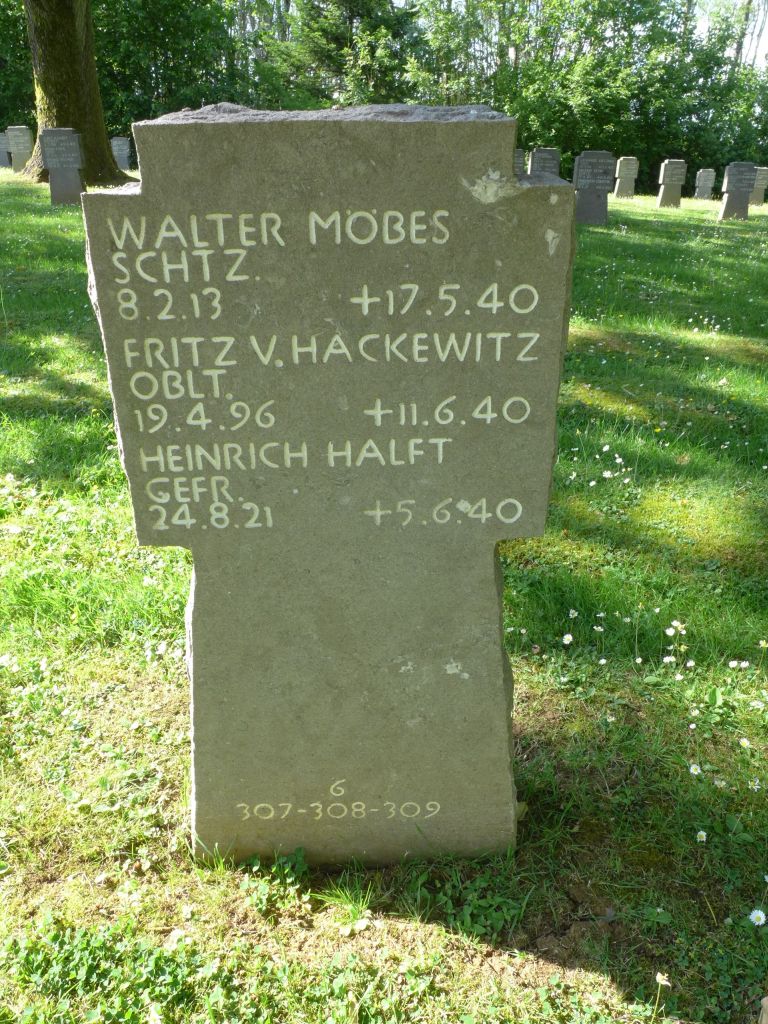 WALTER MÖBES
SCHTZ.
8.2.13 +17.5.40
FRITZ V. HACKEWITZ
OBLT.
19.4.96 +11.6.40
HEINRICH HALFT
GEFR.
24.8.21 +5.6.40
6
307-308-309